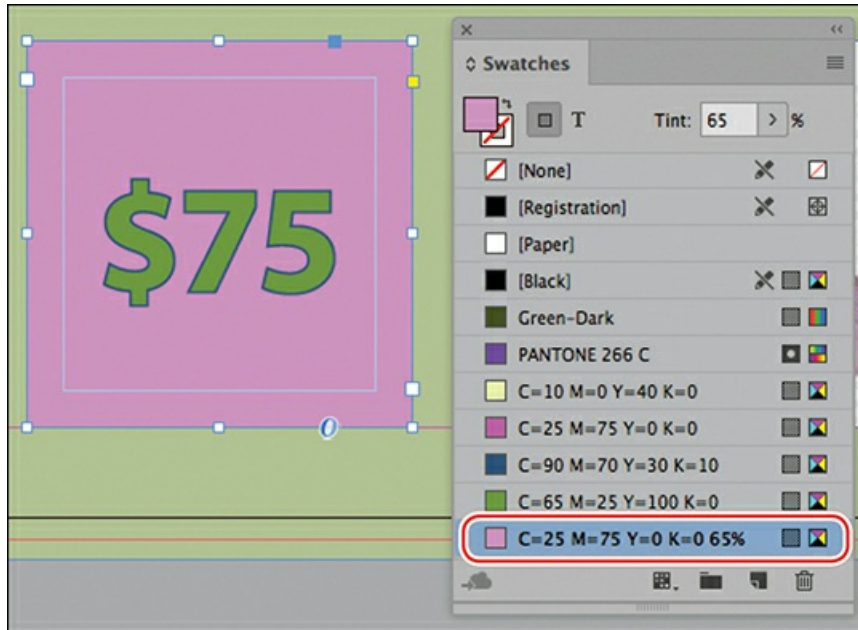 $75
Swatches
T Tint: 65 %
[None]
[Registration]
[Paper]
[Black]
Green-Dark
PANTONE 266 C
C=10 M=0 Y=40 K=0
C=25 M=75 Y=0 K=0
C=90 M=70 Y=30 K=10
C=65 M=25 Y=100 K=0
C=25 M=75 Y=0 K=0 65%